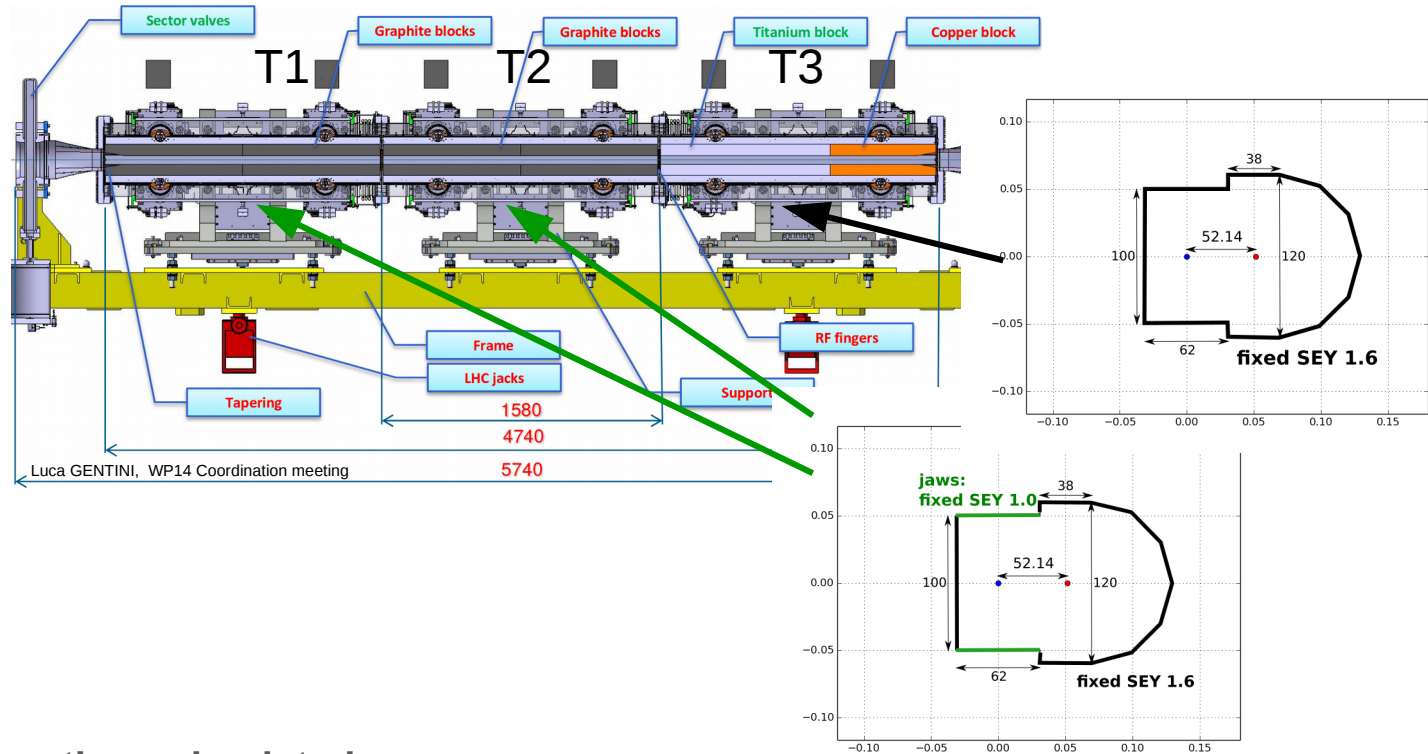 Sector valves
Graphite blocks
Graphite blocks
Titanium block
Copper block
T1
T2
T3
Frame
LHC jacks
RF fingers
Tapering
Support
1580
4740
5740
Luca GENTINI, WP14 Coordination meeting
0.10
0.05
0.00
−0.05
−0.10
38
52.14
100
120
62
fixed SEY 1.6
−0.10
−0.05
0.00
0.05
0.10
0.15
0.10
0.05
0.00
−0.05
−0.10
jaws:
fixed SEY 1.0
38
52.14
100
120
62
fixed SEY 1.6
−0.10
−0.05
0.00
0.05
0.10
0.15